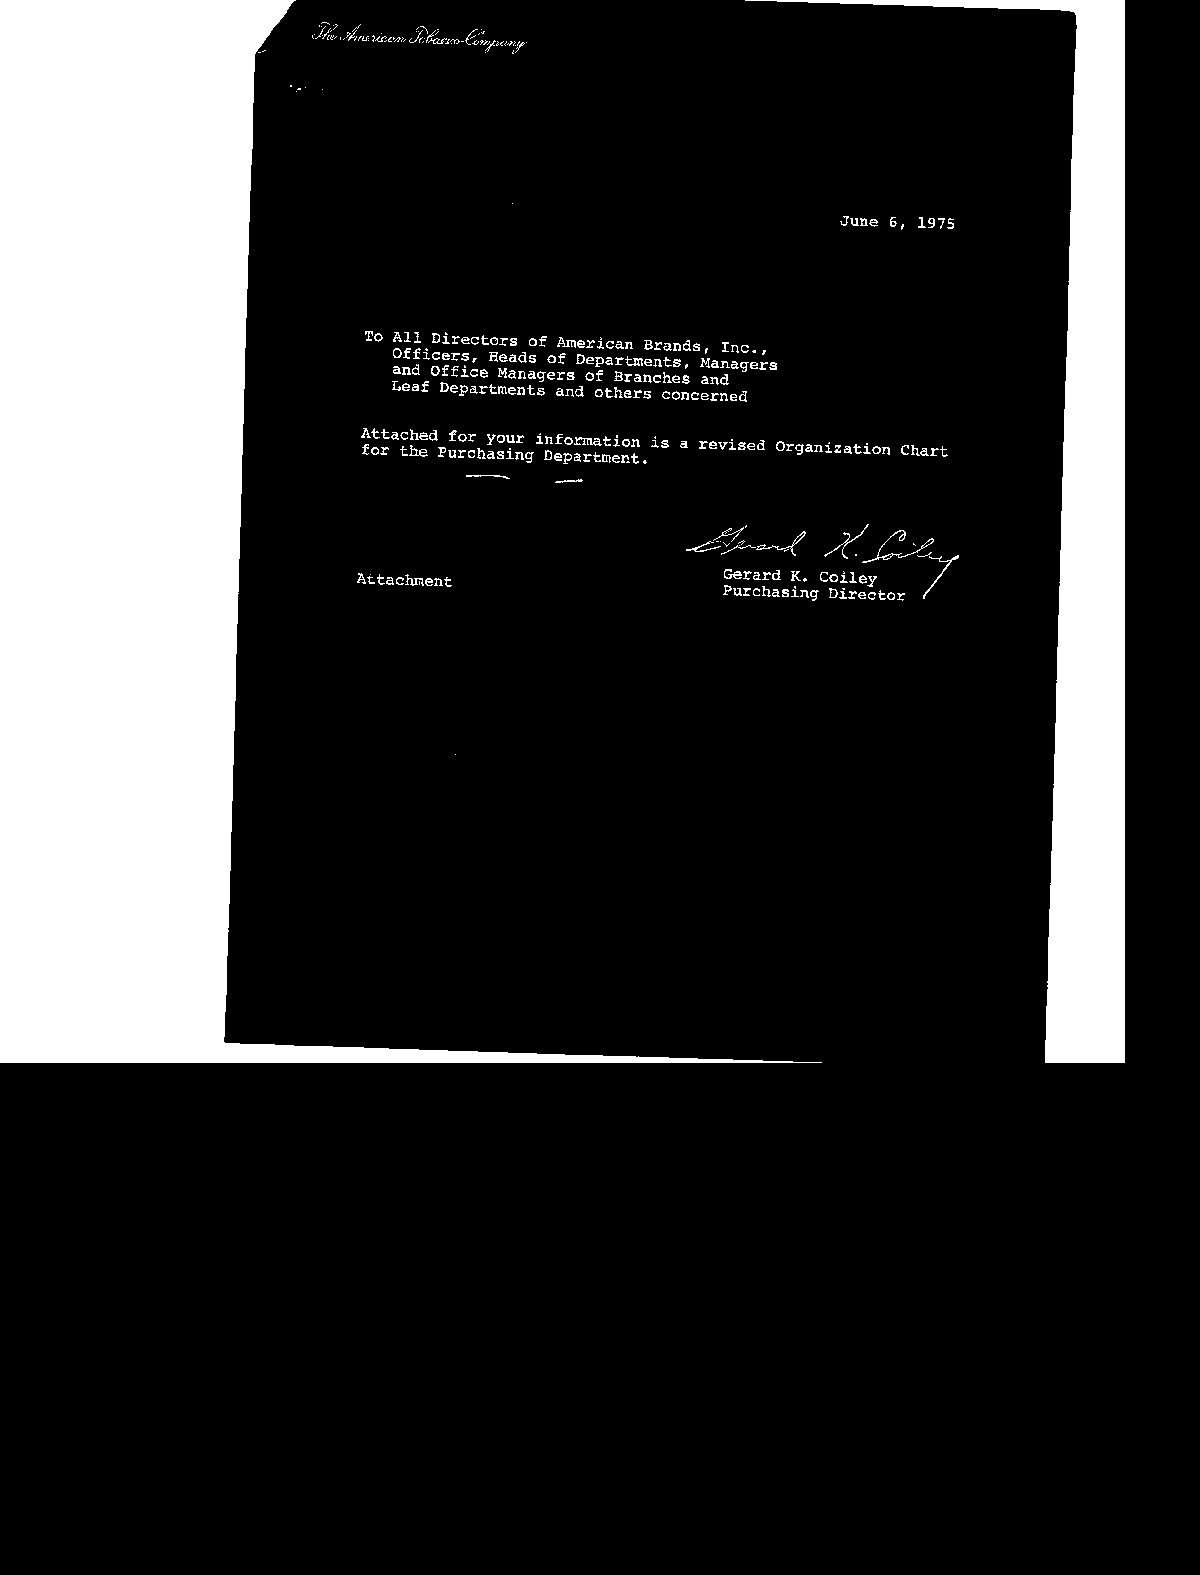 The American Tobacco Company
June 6, 1975
To All Directors of American Brands, Inc.,
Officers, Heads of Departments, Managers
and Office Managers of Branches and
Leaf Departments and others concerned
Attached for your information is a revised Organization Chart
for the Purchasing Department.
Gerard K. Coiley
Gerard K. Coiley
Purchasing Director
Attachment